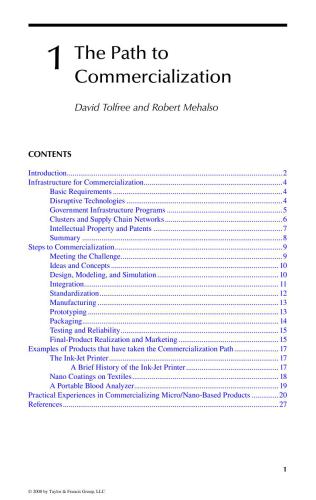 1 The Path to
Commercialization
David Tolfree and Robert Mehalso
CONTENTS
Introduction....................................................................................................2
Infrastructure for Commercialization................................................................4
Basic Requirements ..........................................................................4
Disruptive Technologies ....................................................................4
Government Infrastructure Programs ..................................................5
Clusters and Supply Chain Networks...................................................6
Intellectual Property and Patents ........................................................7
Summary ........................................................................................8
Steps to Commercialization.............................................................................9
Meeting the Challenge.......................................................................9
Ideas and Concepts ........................................................................ 10
Design, Modeling, and Simulation .................................................... 10
Integration..................................................................................... 11
Standardization.............................................................................. 12
Manufacturing ............................................................................... 13
Prototyping ................................................................................... 13
Packaging ..................................................................................... 14
Testing and Reliability..................................................................... 15
Final-Product Realization and Marketing ........................................... 15
Examples of Products that have taken the Commercialization Path ..................... 17
The Ink-Jet Printer.......................................................................... 17
A Brief History of the Ink-Jet Printer ........................................ 17
Nano Coatings on Textiles ............................................................... 18
A Portable Blood Analyzer............................................................... 19
Practical Experiences in Commercializing Micro/Nano-Based Products ............. 20
References................................................................................................... 27
1
© 2008 by Taylor & Francis Group, LLC